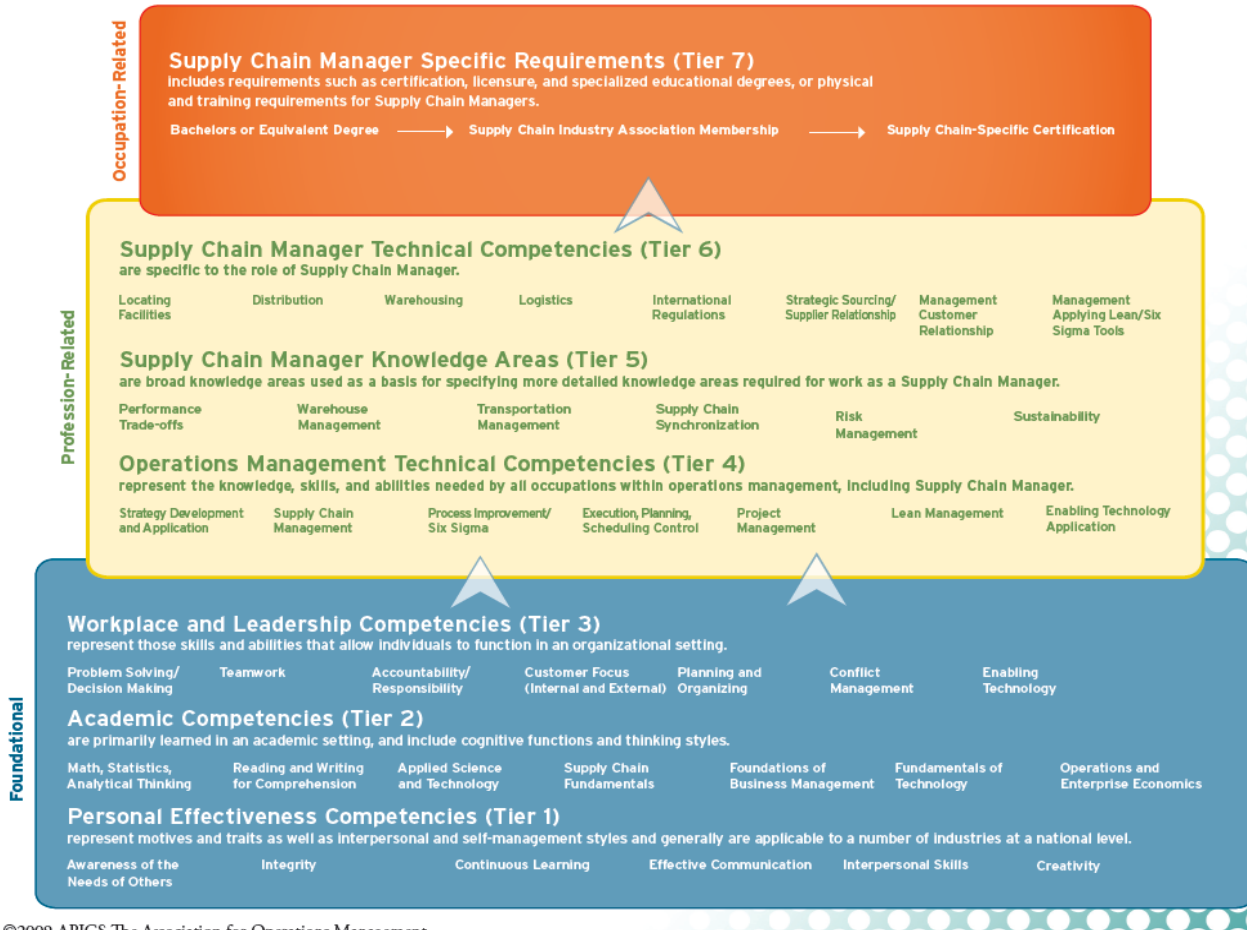 Occupation-Related
Supply Chain Manager Specific Requirements (Tier 7)
includes requirements such as certification, licensure, and specialized educational degrees, or physical
and training requirements for Supply Chain Managers.
Bachelors or Equivalent Degree
Supply Chain Industry Association Membership
Supply Chain-Specific Certification
Profession-Related
Supply Chain Manager Technical Competencies (Tier 6)
are specific to the role of Supply Chain Manager.
Locating
Facilities
Distribution
Warehousing
Logistics
International
Regulations
Strategic Sourcing/
Supplier Relationship
Management
Customer
Relationship
Management
Applying Lean/Six
Sigma Tools
Supply Chain Manager Knowledge Areas (Tier 5)
are broad knowledge areas used as a basis for specifying more detailed knowledge areas required for work as a Supply Chain Manager.
Performance
Trade-offs
Warehouse
Management
Transportation
Management
Supply Chain
Synchronization
Risk
Management
Sustainability
Operations Management Technical Competencies (Tier 4)
represent the knowledge, skills, and abilities needed by all occupations within operations management, including Supply Chain Manager.
Strategy Development
and Application
Supply Chain
Management
Process Improvement/
Six Sigma
Execution, Planning,
Scheduling Control
Project
Management
Lean Management
Enabling Technology
Application
Foundational
Workplace and Leadership Competencies (Tier 3)
represent those skills and abilities that allow individuals to function in an organizational setting.
Problem Solving/
Decision Making
Teamwork
Accountability/
Responsibility
Customer Focus
(Internal and External)
Planning and
Organizing
Conflict
Management
Enabling
Technology
Academic Competencies (Tier 2)
are primarily learned in an academic setting, and include cognitive functions and thinking styles.
Math, Statistics,
Analytical Thinking
Reading and Writing
for Comprehension
Applied Science
and Technology
Supply Chain
Fundamentals
Foundations of
Business Management
Fundamentals of
Technology
Operations and
Enterprise Economics
Personal Effectiveness Competencies (Tier 1)
represent motives and traits as well as interpersonal and self-management styles and generally are applicable to a number of industries at a national level.
Awareness of the
Needs of Others
Integrity
Continuous Learning
Effective Communication
Interpersonal Skills
Creativity
©2009 APICS The Association for Operations Management